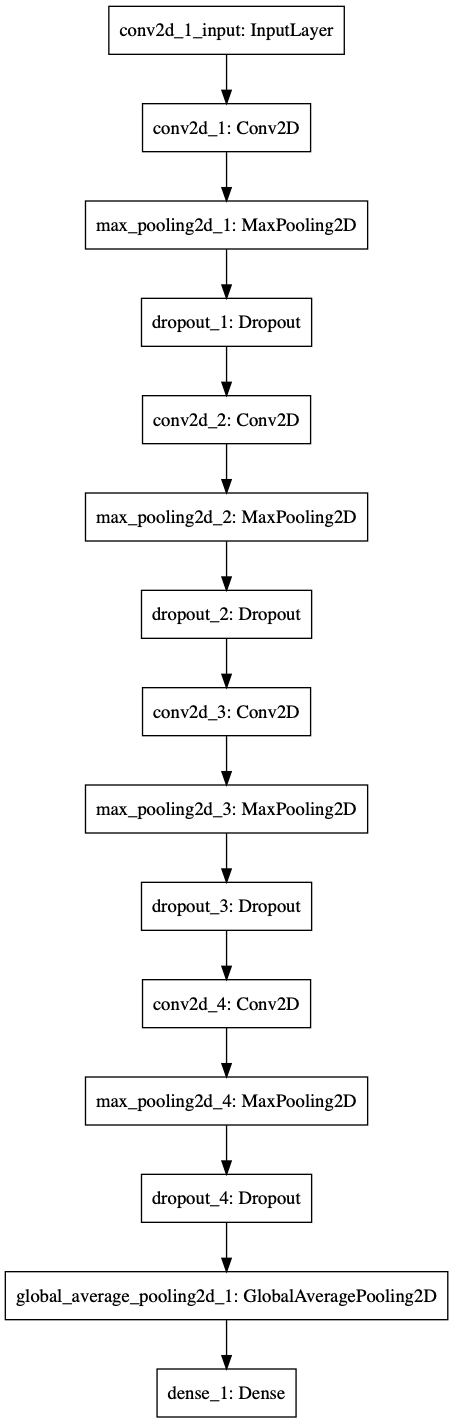 conv2d_1_input: InputLayer
conv2d_1: Conv2D
max_pooling2d_1: MaxPooling2D
dropout_1: Dropout
conv2d_2: Conv2D
max_pooling2d_2: MaxPooling2D
dropout_2: Dropout
conv2d_3: Conv2D
max_pooling2d_3: MaxPooling2D
dropout_3: Dropout
conv2d_4: Conv2D
max_pooling2d_4: MaxPooling2D
dropout_4: Dropout
global_average_pooling2d_1: GlobalAveragePooling2D
dense_1: Dense